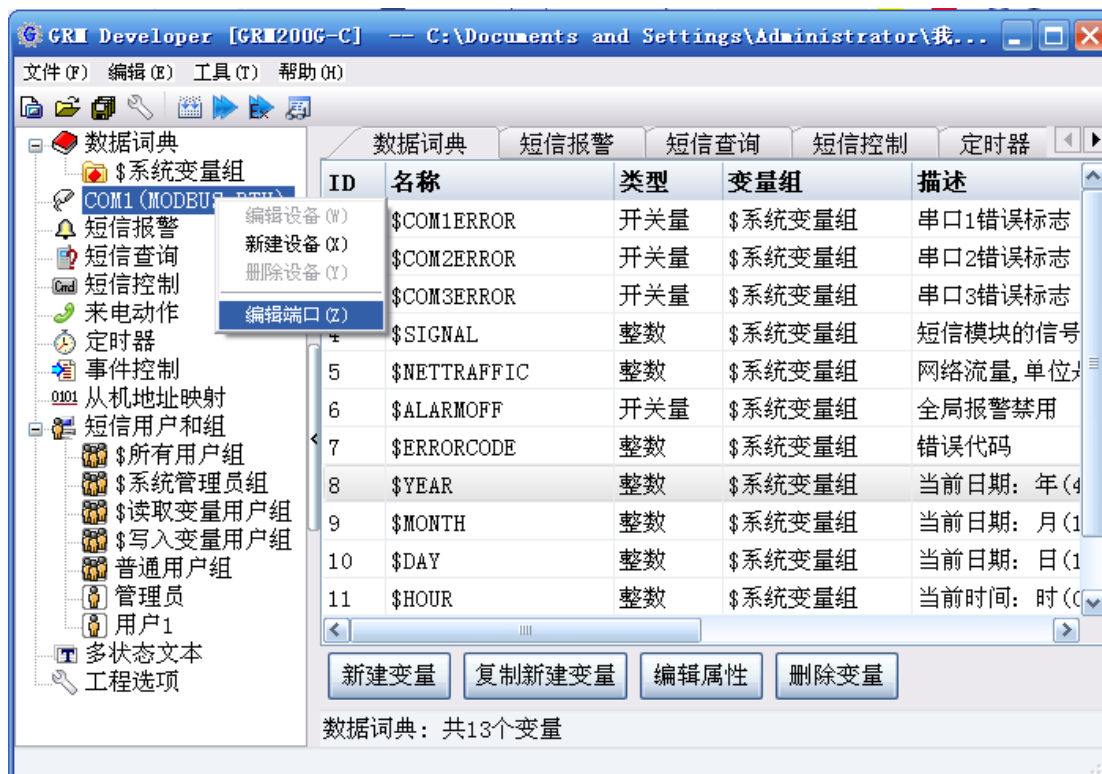 GRM Developer [GRM200G-C] -- C:\Documents and Settings\Administrator\我...
文件(F) 编辑(E) 工具(T) 帮助(H)
数据词典
$系统变量组
COM1(MODBUS RTU)
短信报警
短信查询
短信控制
来电动作
定时器
事件控制
从机地址映射
短信用户和组
$所有用户组
$系统管理员组
$读取变量用户组
$写入变量用户组
普通用户组
管理员
用户1
多状态文本
工程选项
编辑设备(W)
新建设备(X)
删除设备(Y)
编辑端口(Z)
数据词典 短信报警 短信查询 短信控制 定时器
ID 名称 类型 变量组 描述
$COM1ERROR 开关量 $系统变量组 串口1错误标志
$COM2ERROR 开关量 $系统变量组 串口2错误标志
$COM3ERROR 开关量 $系统变量组 串口3错误标志
4 $SIGNAL 整数 $系统变量组 短信模块的信号
5 $NETTRAFFIC 整数 $系统变量组 网络流量,单位
6 $ALARMOFF 开关量 $系统变量组 全局报警禁用
7 $ERRORCODE 整数 $系统变量组 错误代码
8 $YEAR 整数 $系统变量组 当前日期: 年(4
9 $MONTH 整数 $系统变量组 当前日期: 月(1
10 $DAY 整数 $系统变量组 当前日期: 日(1
11 $HOUR 整数 $系统变量组 当前时间: 时(0
新建变量 复制新建变量 编辑属性 删除变量
数据词典: 共13个变量